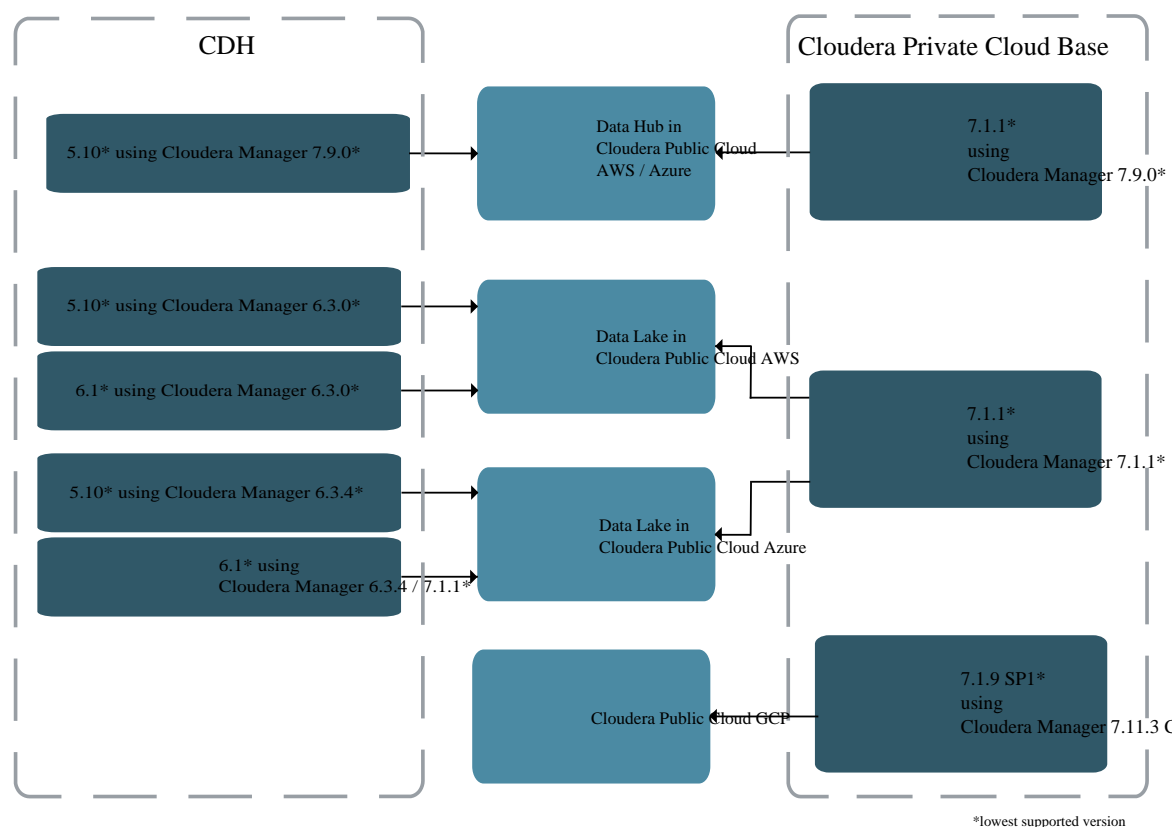 CDH
Cloudera Private Cloud Base
5.10* using Cloudera Manager 7.9.0*
Data Hub in
Cloudera Public Cloud
AWS / Azure
7.1.1*
using
Cloudera Manager 7.9.0*
5.10* using Cloudera Manager 6.3.0*
6.1* using Cloudera Manager 6.3.0*
Data Lake in
Cloudera Public Cloud AWS
7.1.1*
using
Cloudera Manager 7.1.1*
5.10* using Cloudera Manager 6.3.4*
6.1* using
Cloudera Manager 6.3.4 / 7.1.1*
Data Lake in
Cloudera Public Cloud Azure
Cloudera Public Cloud GCP
7.1.9 SP1*
using
Cloudera Manager 7.11.3
*lowest supported version